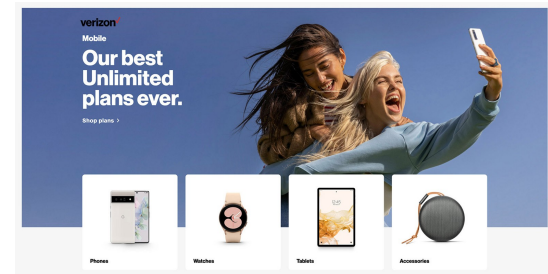 verizon
Mobile
Our best
Unlimited
plans ever.
Shop plans >
Phones
Watches
Tablets
Accessories